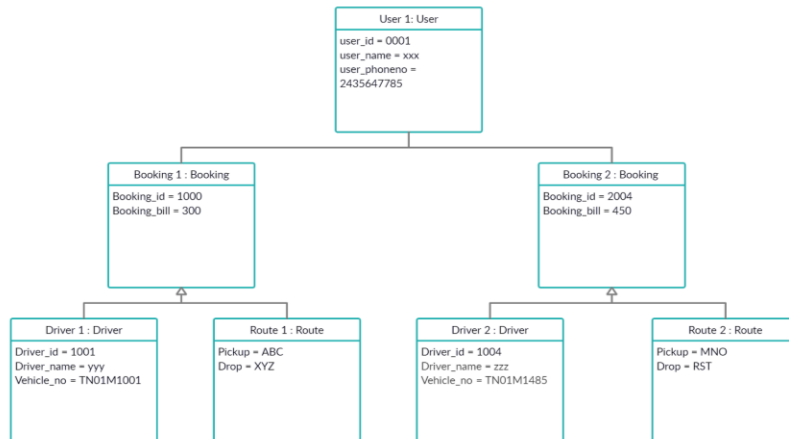 User 1: User
user_id = 0001
user_name = xxx
user_phoneno =
2435647785
Booking 1 : Booking
Booking_id = 1000
Booking_bill = 300
Booking 2 : Booking
Booking_id = 2004
Booking_bill = 450
Driver 1 : Driver
Driver_id = 1001
Driver_name = yyy
Vehicle_no = TN01M1001
Route 1 : Route
Pickup = ABC
Drop = XYZ
Driver 2 : Driver
Driver_id = 1004
Driver_name = zzz
Vehicle_no = TN01M1485
Route 2 : Route
Pickup = MNO
Drop = RST